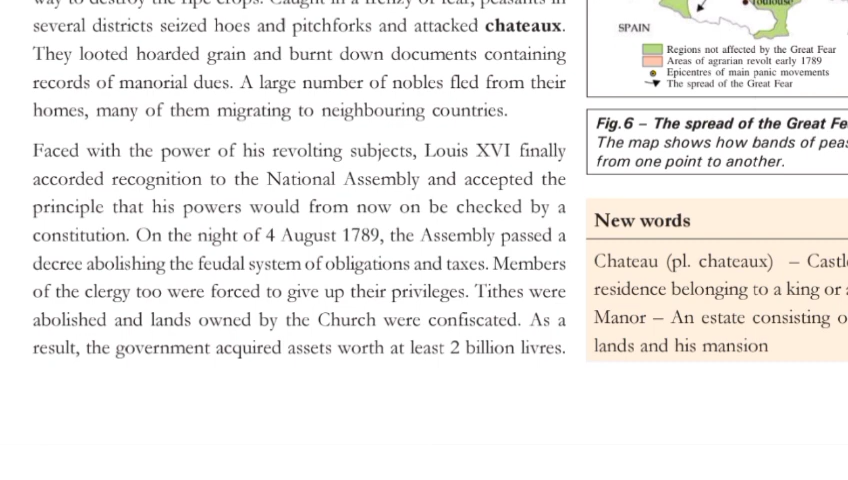 several districts seized hoes and pitchforks and attacked chateaux.
They looted hoarded grain and burnt down documents containing
records of manorial dues. A large number of nobles fled from their
homes, many of them migrating to neighbouring countries.
Faced with the power of his revolting subjects, Louis XVI finally
accorded recognition to the National Assembly and accepted the
principle that his powers would from now on be checked by a
constitution. On the night of 4 August 1789, the Assembly passed a
decree abolishing the feudal system of obligations and taxes. Members
of the clergy too were forced to give up their privileges. Tithes were
abolished and lands owned by the Church were confiscated. As a
result, the government acquired assets worth at least 2 billion livres.
Toulouse
SPAIN
Regions not affected by the Great Fear
Areas of agrarian revolt early 1789
Epicentres of main panic movements
The spread of the Great Fear
Fig.6 – The spread of the Great
The map shows how bands of
from one point to another.
New words
Chateau (pl. chateaux) –
residence belonging to a king or
Manor – An estate consisting
lands and his mansion